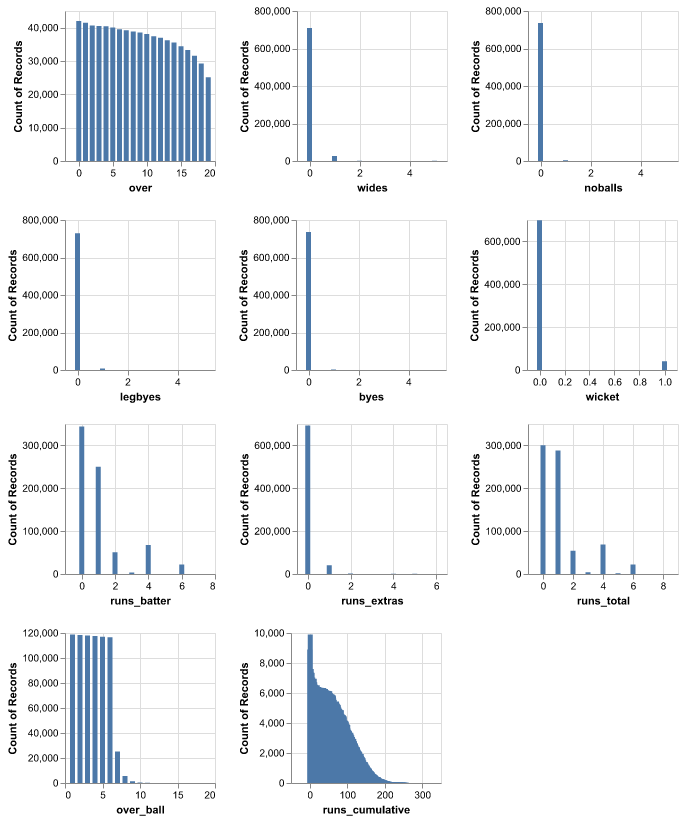 Count of Records
40,000
30,000
20,000
10,000
0
0 5 10 15 20
over
Count of Records
800,000
600,000
400,000
200,000
0
0 2 4
wides
Count of Records
800,000
600,000
400,000
200,000
0
0 2 4
noballs
Count of Records
800,000
600,000
400,000
200,000
0
0 2 4
legbyes
Count of Records
800,000
600,000
400,000
200,000
0
0 2 4
byes
Count of Records
600,000
400,000
200,000
0
0.0 0.2 0.4 0.6 0.8 1.0
wicket
Count of Records
300,000
200,000
100,000
0
0 2 4 6 8
runs_batter
Count of Records
600,000
400,000
200,000
0
0 2 4 6
runs_extras
Count of Records
300,000
200,000
100,000
0
0 2 4 6 8
runs_total
Count of Records
120,000
100,000
80,000
60,000
40,000
20,000
0
0 5 10 15 20
over_ball
Count of Records
10,000
8,000
6,000
4,000
2,000
0
0 100 200 300
runs_cumulative